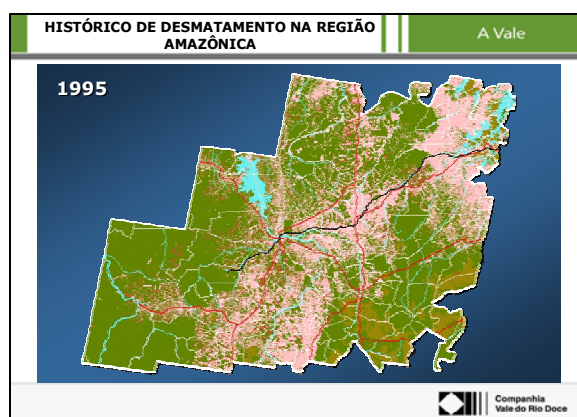 HISTÓRICO DE DESMATAMENTO NA REGIÃO
AMAZÔNICA
A Vale
1995
Companhia
Vale do Rio Doce